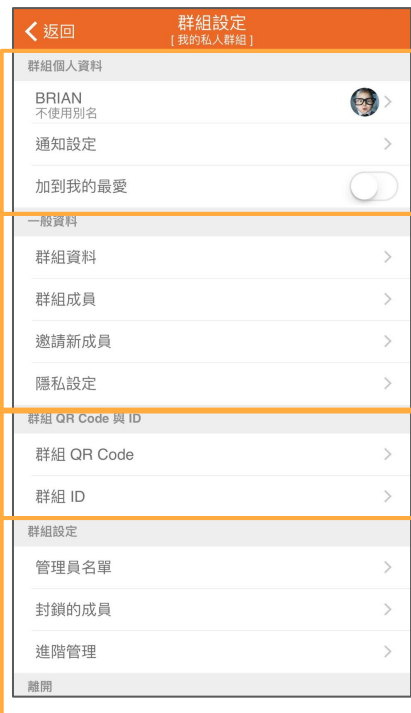 返回
群組設定
[ 我的私人群組 ]
群組個人資料
BRIAN
不使用別名
通知設定
加到我的最愛
一般資料
群組資料
群組成員
邀請新成員
隱私設定
群組 QR Code 與 ID
群組 QR Code
群組 ID
群組設定
管理員名單
封鎖的成員
進階管理
離開